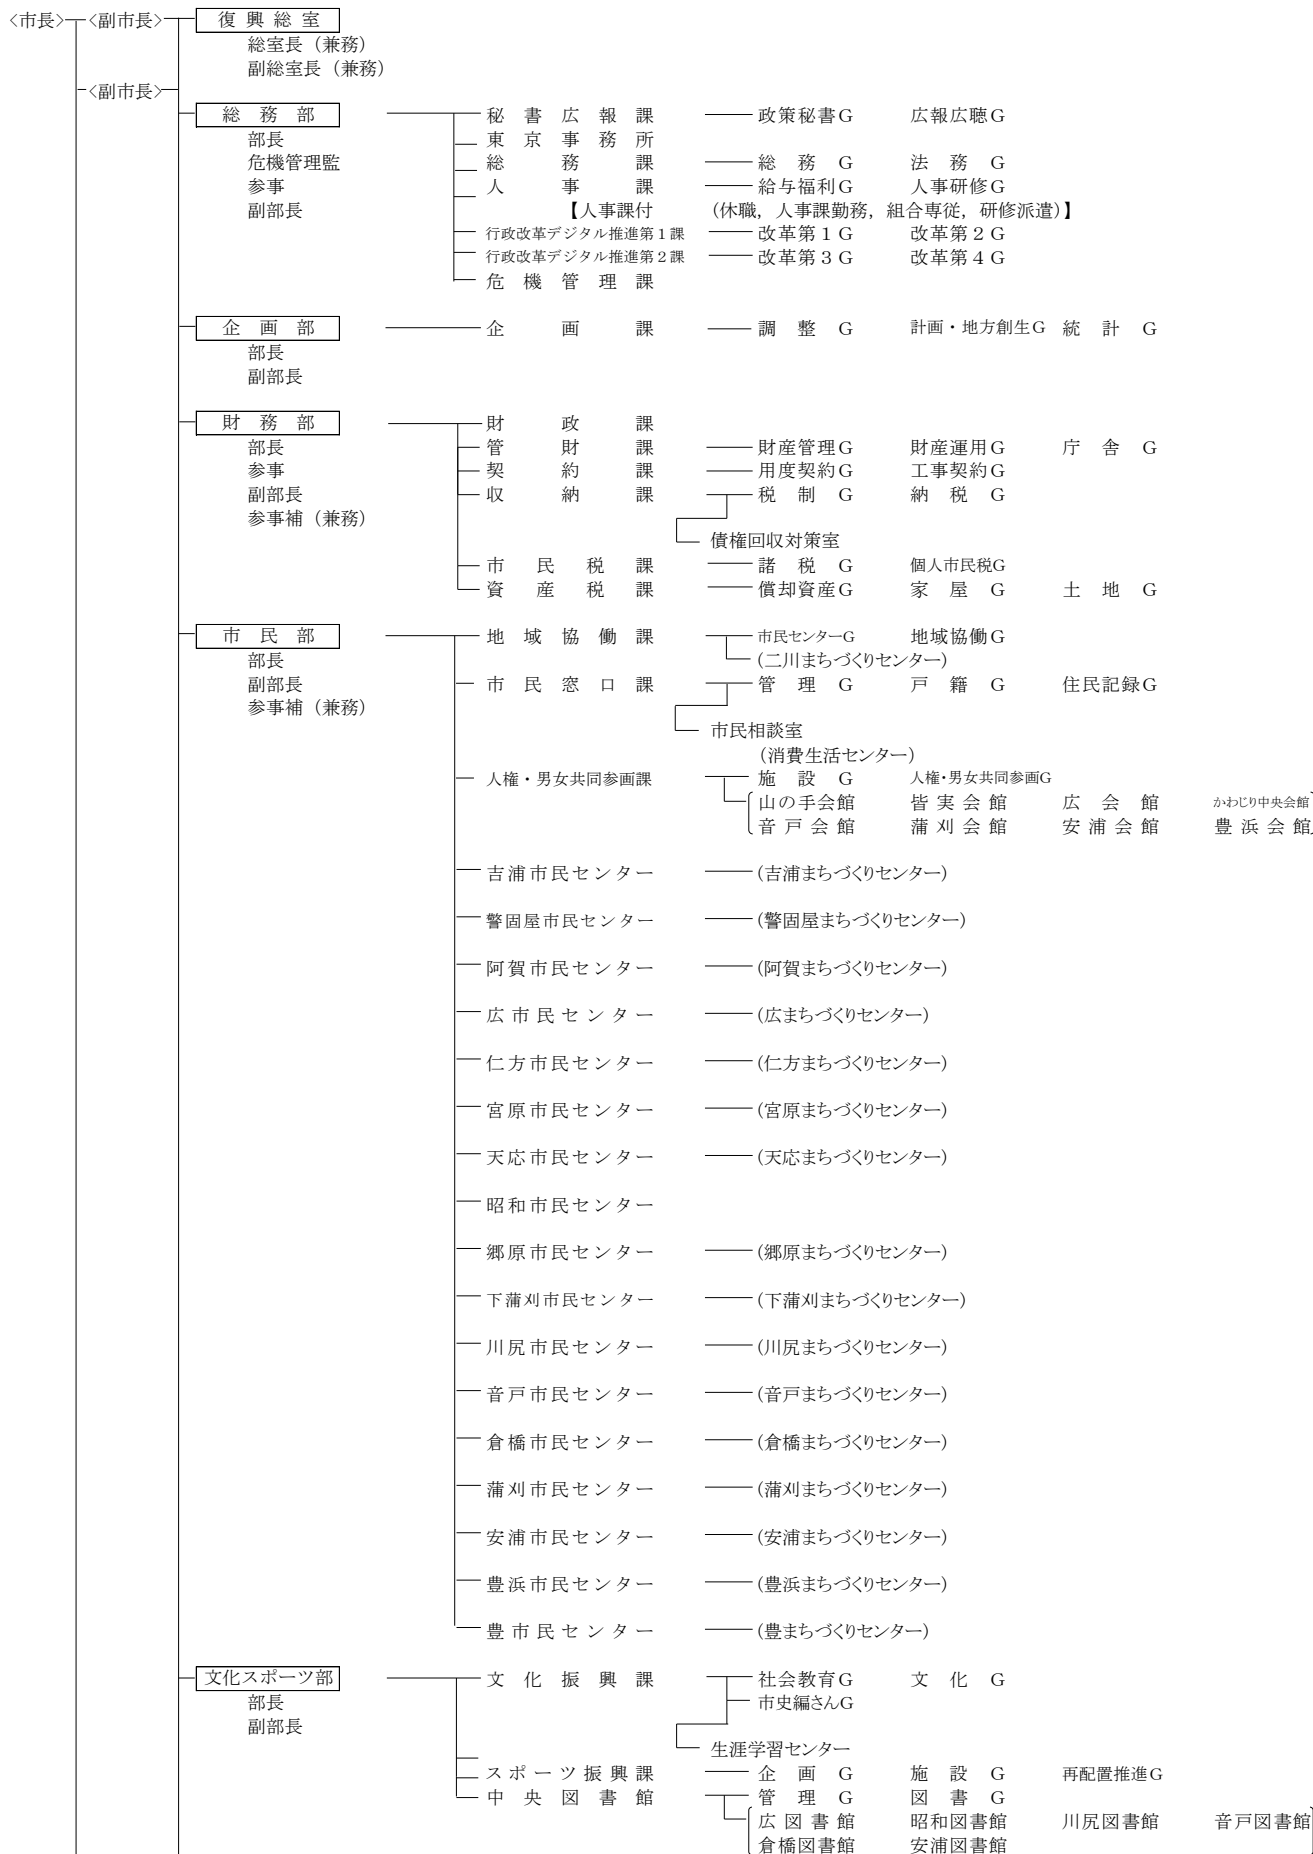 <市長> <副市長> 復興総室
総室長（兼務）
副総室長（兼務）
<副市長>
総務部 秘書広報課 政策秘書G 広報広聴G
部長 東京事務所
危機管理監 総務課 総務G 法務G
参事 人事課 給与福利G 人事研修G
副部長 【人事課付 （休職，人事課勤務，組合専従，研修派遣）】
行政改革デジタル推進第１課 改革第１G 改革第２G
行政改革デジタル推進第２課 改革第３G 改革第４G
危機管理課
企画部 企画課 調整G 計画・地方創生G 統計G
部長
副部長
財務部 財政課
部長 管財課 財産管理G 財産運用G 庁舎G
参事 契約課 用度契約G 工事契約G
副部長 収納課 税制G 納税G
参事補（兼務）
債権回収対策室
市民税課 諸税G 個人市民税G
資産税課 償却資産G 家屋G 土地G
市民部 地域協働課 市民センターG 地域協働G
部長 (二川まちづくりセンター)
副部長 市民窓口課 管理G 戸籍G 住民記録G
参事補（兼務）
市民相談室
(消費生活センター)
人権・男女共同参画課 施設G 人権・男女共同参画G
山の手会館 皆実会館 広会館 かわじり中央会館
音戸会館 蒲刈会館 安浦会館 豊浜会館
吉浦市民センター (吉浦まちづくりセンター)
警固屋市民センター (警固屋まちづくりセンター)
阿賀市民センター (阿賀まちづくりセンター)
広市民センター (広まちづくりセンター)
仁方市民センター (仁方まちづくりセンター)
宮原市民センター (宮原まちづくりセンター)
天応市民センター (天応まちづくりセンター)
昭和市民センター
郷原市民センター (郷原まちづくりセンター)
下蒲刈市民センター (下蒲刈まちづくりセンター)
川尻市民センター (川尻まちづくりセンター)
音戸市民センター (音戸まちづくりセンター)
倉橋市民センター (倉橋まちづくりセンター)
蒲刈市民センター (蒲刈まちづくりセンター)
安浦市民センター (安浦まちづくりセンター)
豊浜市民センター (豊浜まちづくりセンター)
豊市民センター (豊まちづくりセンター)
文化スポーツ部 文化振興課 社会教育G 文化G
部長 市史編さんG
副部長
生涯学習センター
スポーツ振興課 企画G 施設G 再配置推進G
中央図書館 管理G 図書G
広図書館 昭和図書館 川尻図書館 音戸図書館
倉橋図書館 安浦図書館